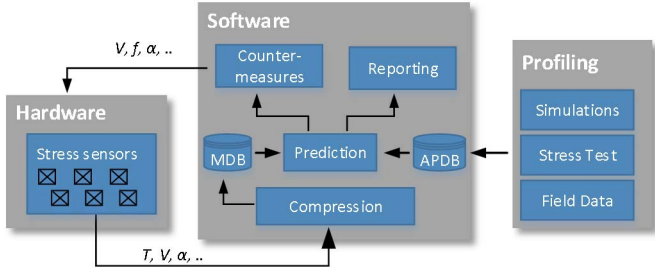 Software
V, f, α, ..
Counter-
measures
Reporting
Profiling
Hardware
Simulations
Stress sensors
MDB
Prediction
APDB
Stress Test
Compression
Field Data
T, V, α, ..